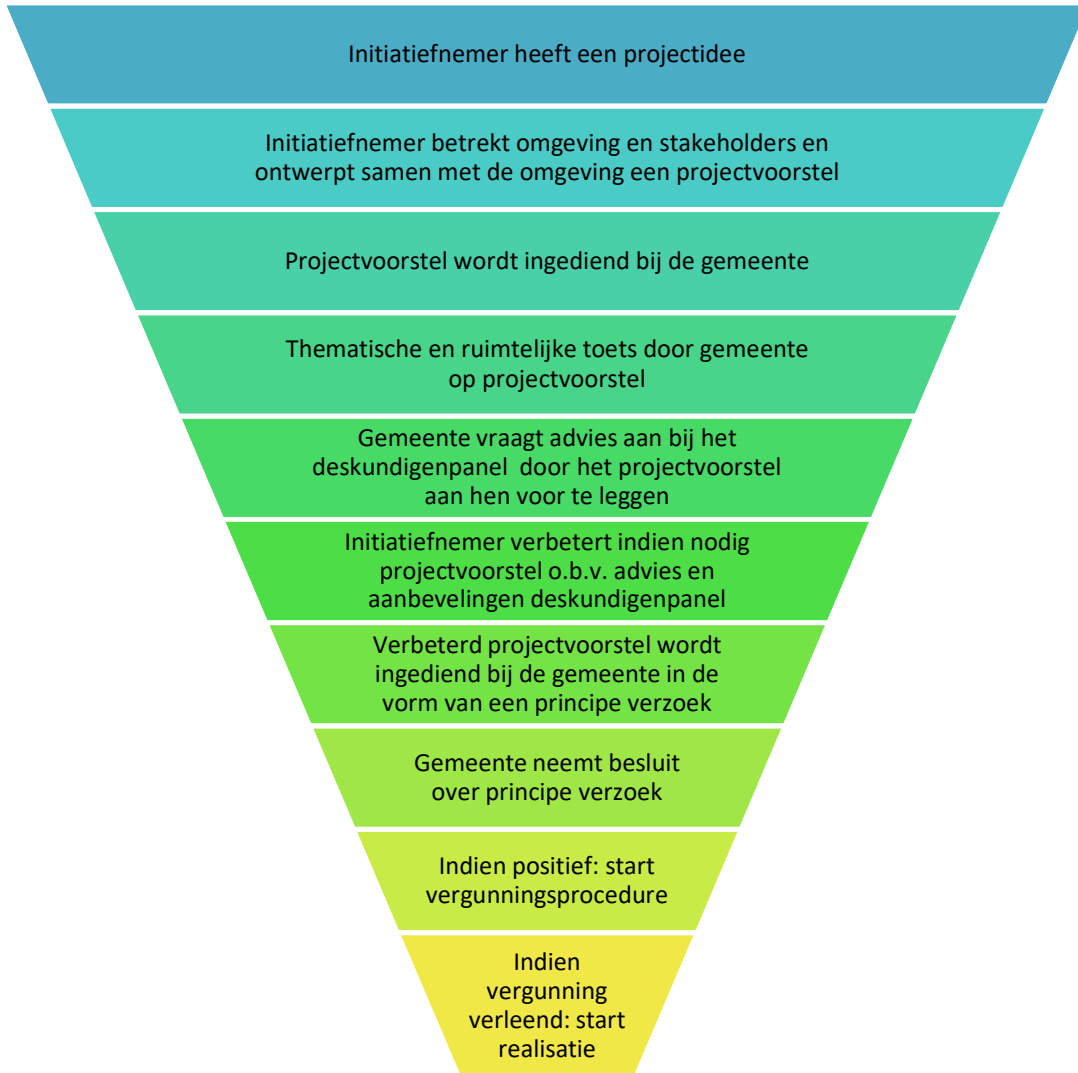 Initiatiefnemer heeft een projectidee
Initiatiefnemer betrekt omgeving en stakeholders en
ontwerpt samen met de omgeving een projectvoorstel
Projectvoorstel wordt ingediend bij de gemeente
Thematische en ruimtelijke toets door gemeente
op projectvoorstel
Gemeente vraagt advies aan bij het
deskundigenpanel  door het projectvoorstel
aan hen voor te leggen
Initiatiefnemer verbetert indien nodig
projectvoorstel o.b.v. advies en
aanbevelingen deskundigenpanel
Verbeterd projectvoorstel wordt
ingediend bij de gemeente in de
vorm van een principe verzoek
Gemeente neemt besluit
over principe verzoek
Indien positief: start
vergunningsprocedure
Indien
vergunning
verleend: start
realisatie